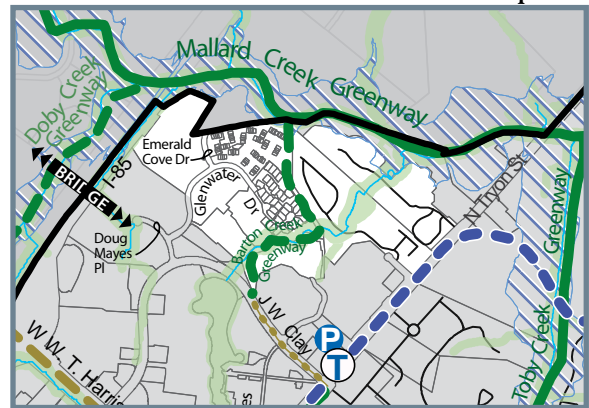 Mallard Creek Greenway
Doby Creek
Greenway
Emerald
Cove Dr
I-85
BRIDGE
Glenwater
Dr
N Tryon St
Doug
Mayes
Pl
Barton Creek
Greenway
Greenway
Toby Creek
J.W. Clay
P
T
W W.T. Harris
es